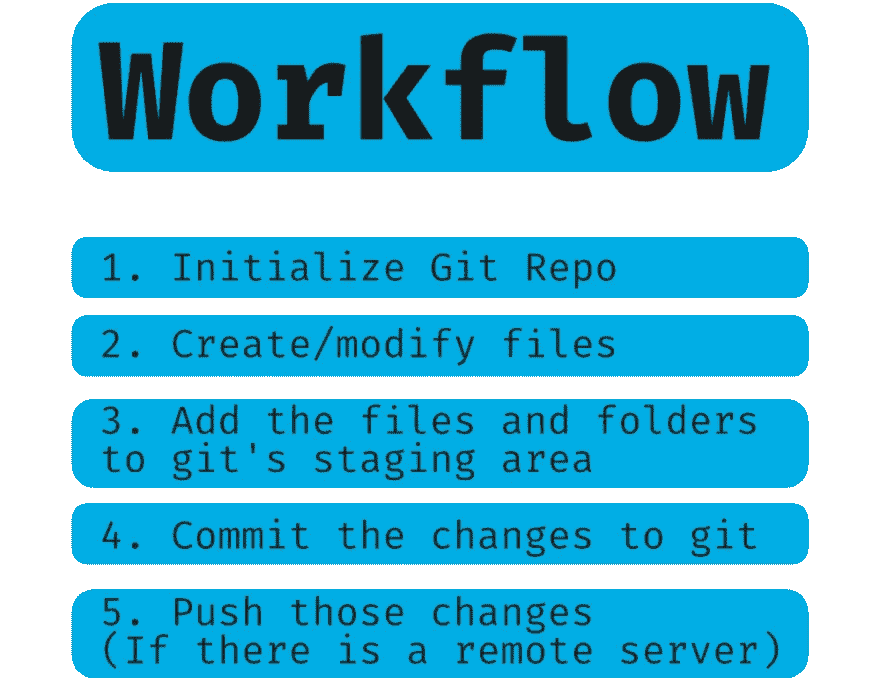 Workflow
1. Initialize Git Repo
2. Create/modify files
3. Add the files and folders
to git's staging area
4. Commit the changes to git
5. Push those changes
(If there is a remote server)